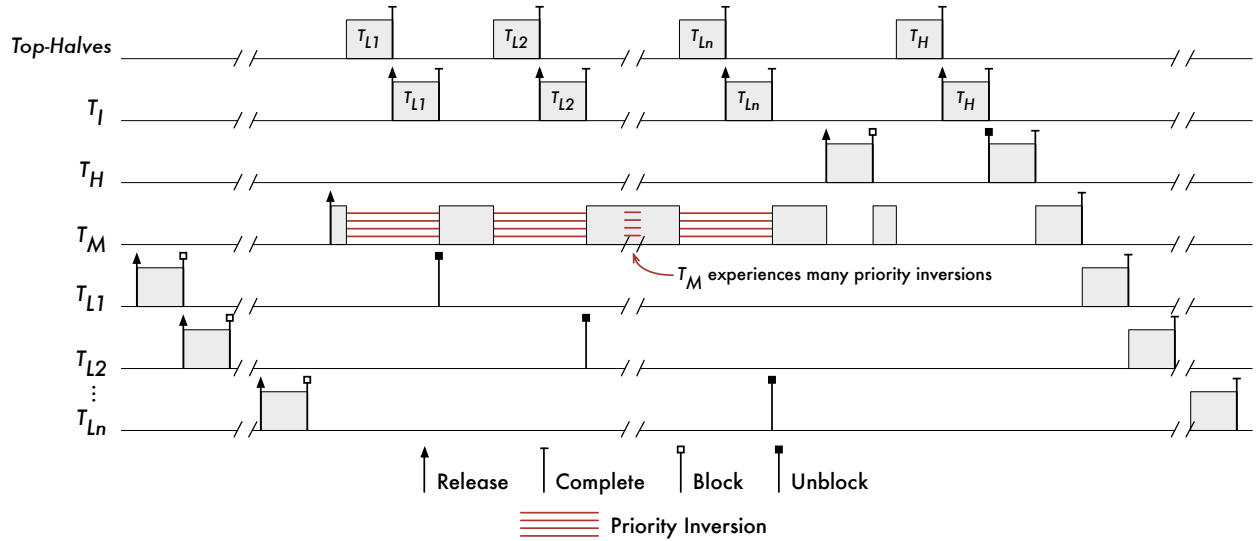 Top-Halves T_L1 T_L2 T_Ln T_H
T_I T_L1 T_L2 T_Ln T_H
T_H
T_M
T_M experiences many priority inversions
T_L1
T_L2
⋮
T_Ln
Release Complete Block Unblock
Priority Inversion